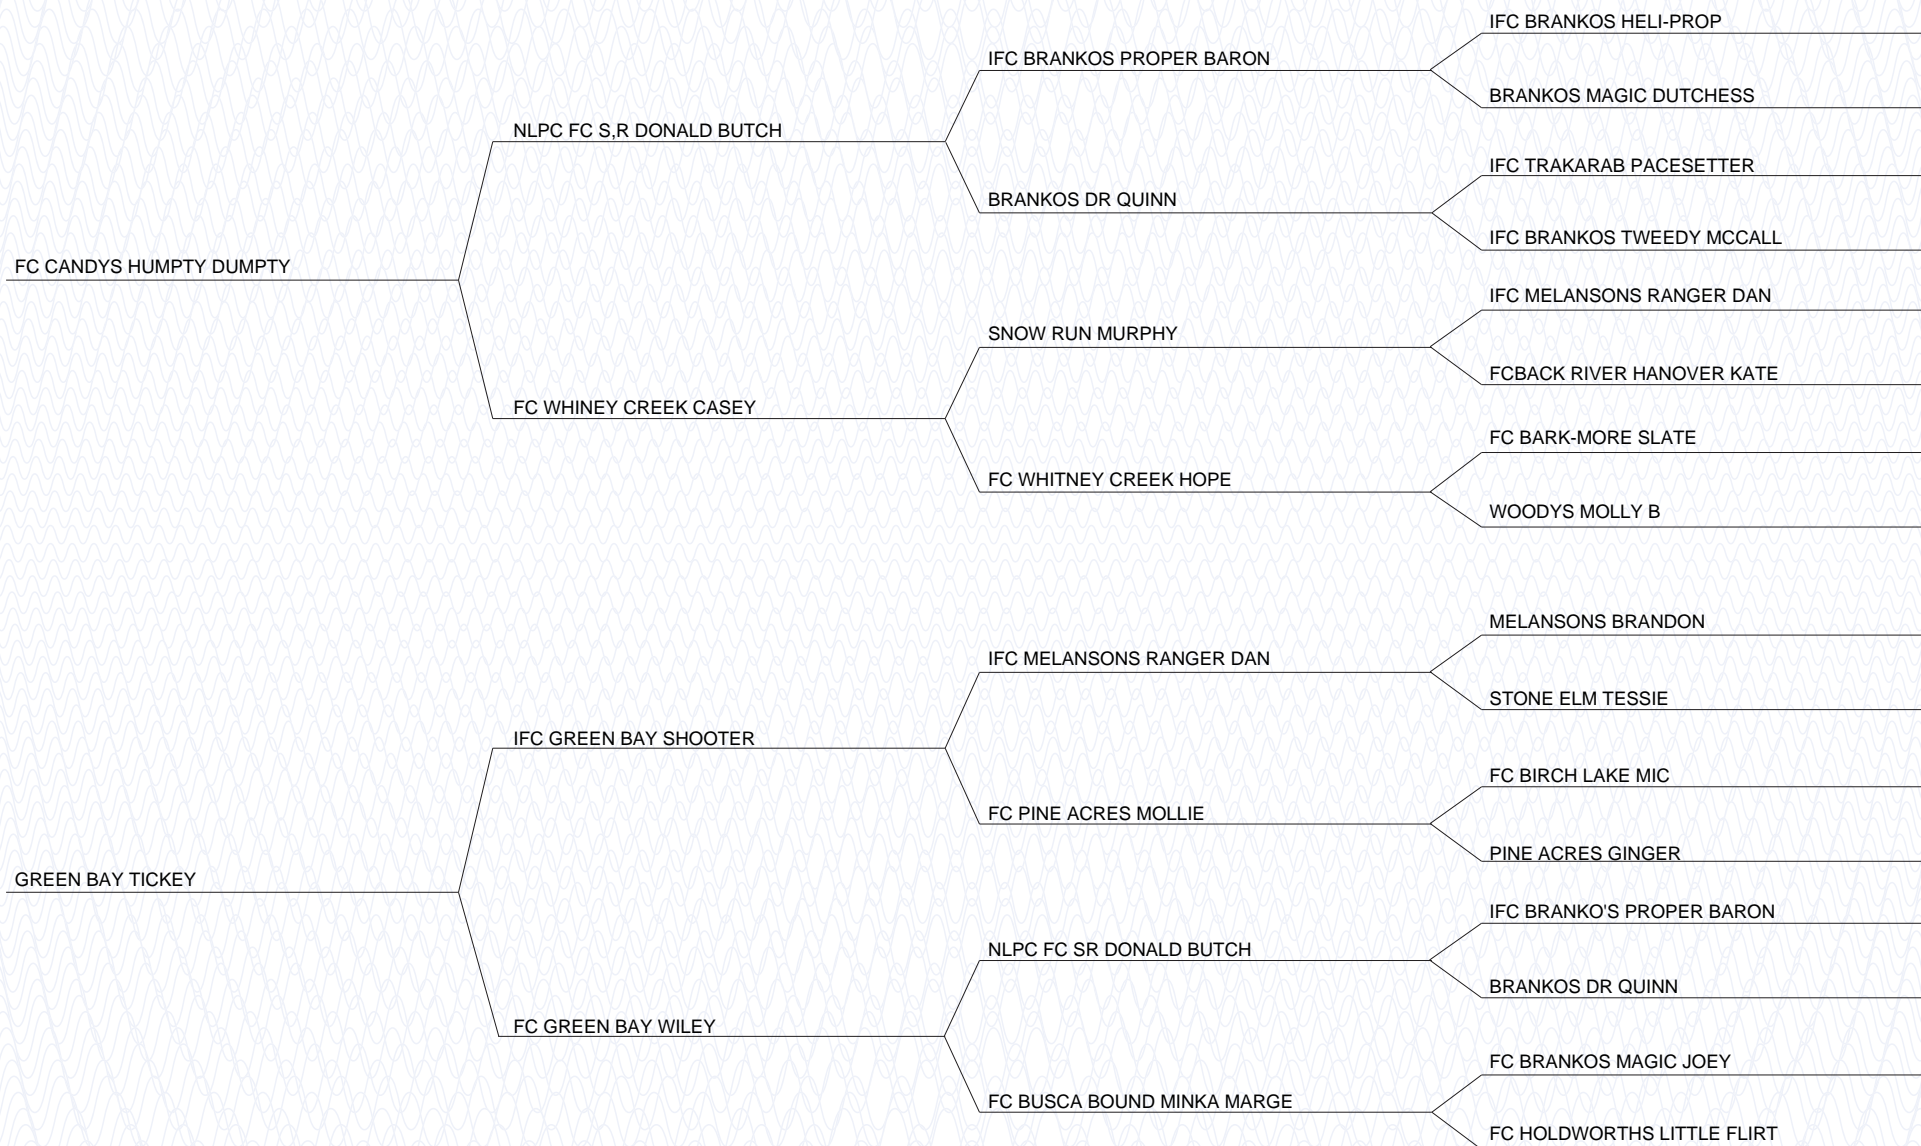 IFC BRANKOS HELI-PROP
IFC BRANKOS PROPER BARON
BRANKOS MAGIC DUTCHESS
NLPC FC S,R DONALD BUTCH
IFC TRAKARAB PACESETTER
BRANKOS DR QUINN
IFC BRANKOS TWEEDY MCCALL
FC CANDYS HUMPTY DUMPTY
IFC MELANSONS RANGER DAN
SNOW RUN MURPHY
FCBACK RIVER HANOVER KATE
FC WHINEY CREEK CASEY
FC BARK-MORE SLATE
FC WHITNEY CREEK HOPE
WOODYS MOLLY B
MELANSONS BRANDON
IFC MELANSONS RANGER DAN
STONE ELM TESSIE
IFC GREEN BAY SHOOTER
FC BIRCH LAKE MIC
FC PINE ACRES MOLLIE
PINE ACRES GINGER
GREEN BAY TICKEY
IFC BRANKO'S PROPER BARON
NLPC FC SR DONALD BUTCH
BRANKOS DR QUINN
FC GREEN BAY WILEY
FC BRANKOS MAGIC JOEY
FC BUSCA BOUND MINKA MARGE
FC HOLDWORTHS LITTLE FLIRT